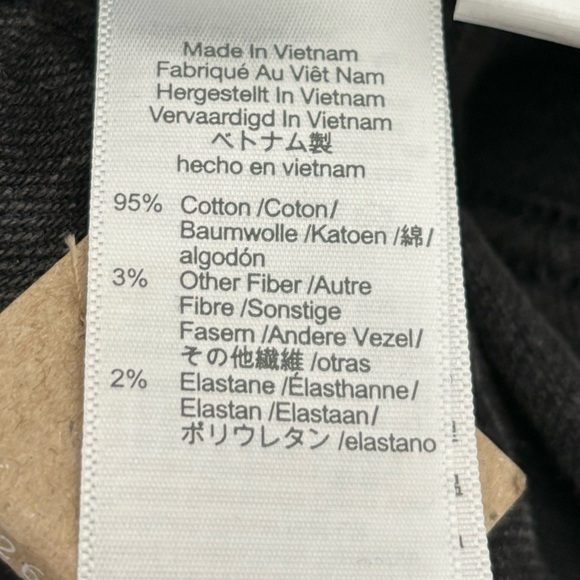 Made In Vietnam
Fabriqué Au Viêt Nam
Hergestellt In Vietnam
Vervaardigd In Vietnam
ベトナム製
hecho en vietnam
95% Cotton /Coton/
Baumwolle /Katoen /綿/
algodón
3% Other Fiber /Autre
Fibre /Sonstige
Fasern /Andere Vezel/
その他繊維 /otras
2% Elastane /Élasthanne/
Elastan /Elastaan/
ポリウレタン /elastano